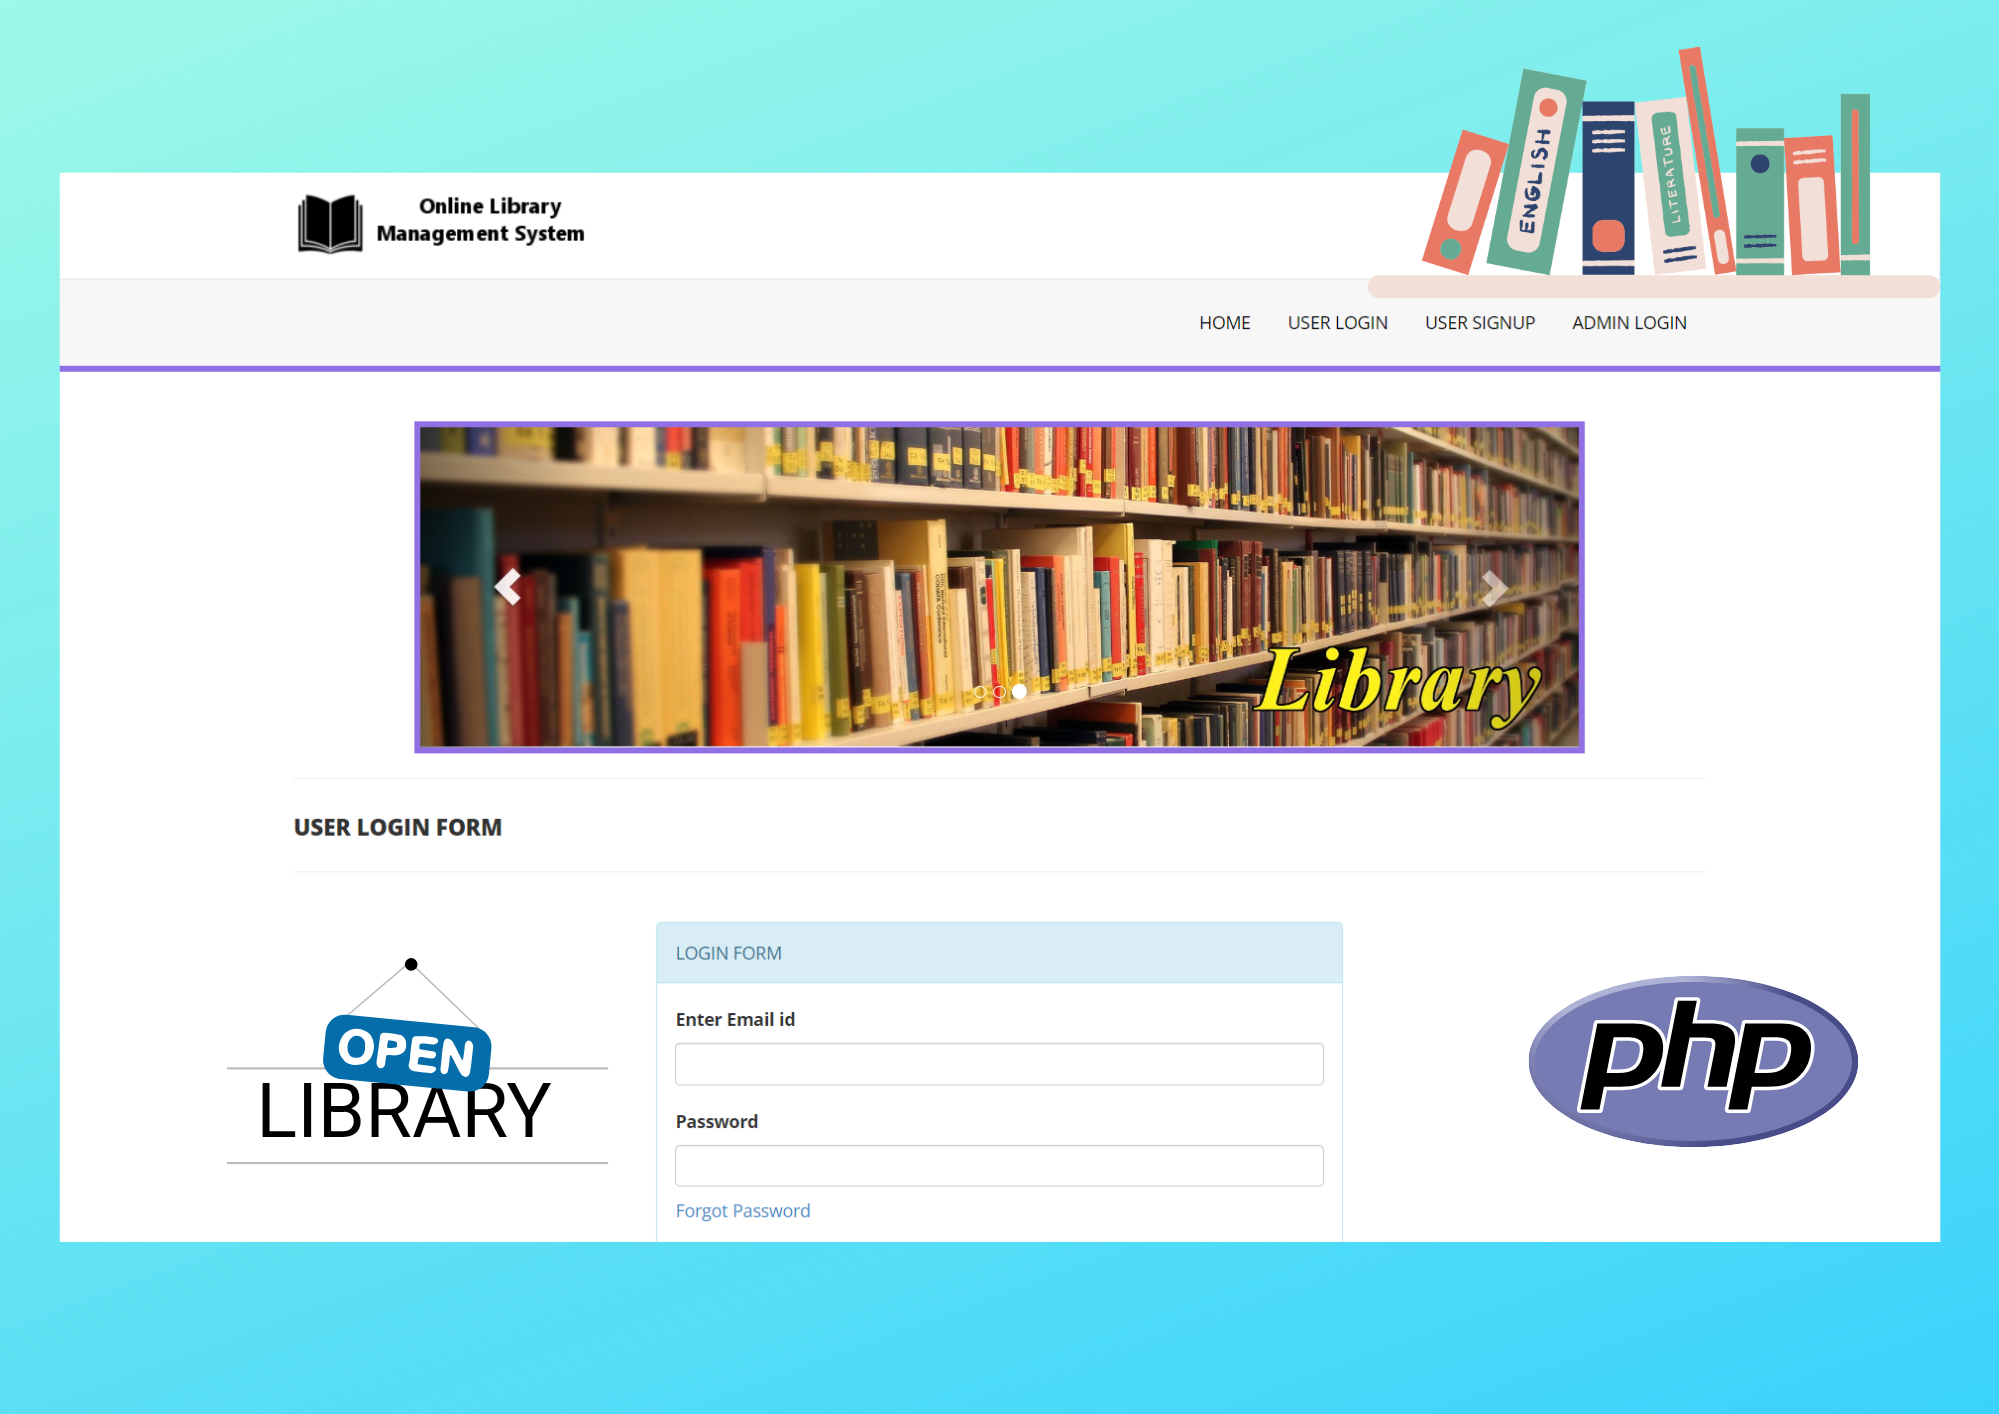 Online Library
Management System
ENGLISH
LITERATURE
HOME USER LOGIN USER SIGNUP ADMIN LOGIN
Library
USER LOGIN FORM
LOGIN FORM
Enter Email id
Password
Forgot Password
OPEN
LIBRARY
php